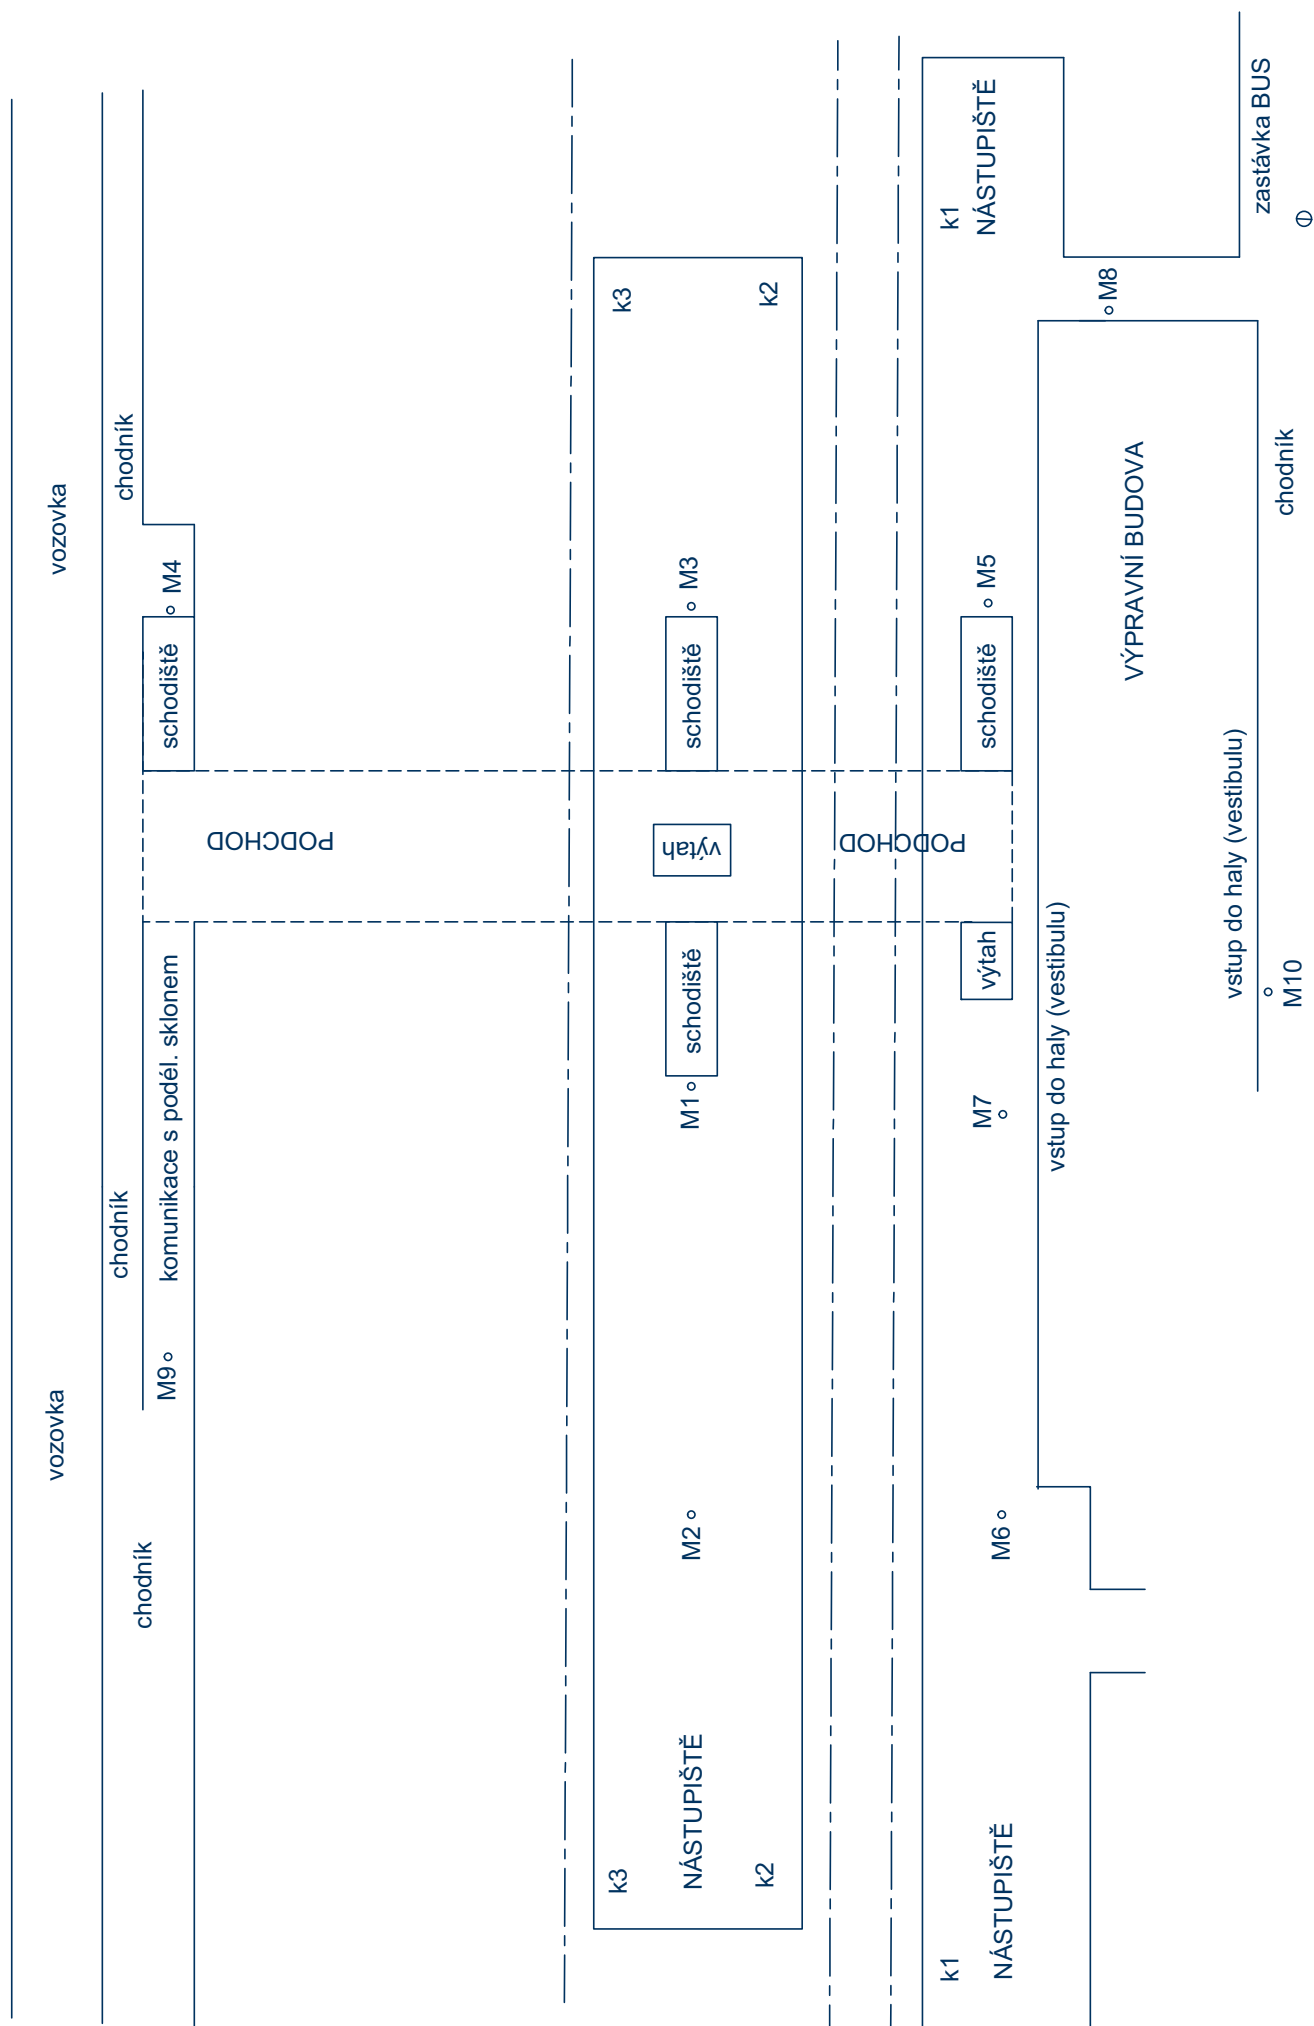 vozovka
vozovka
chodník
chodník
chodník
M9
komunikace s podél. sklonem
schodiště
M4
PODCHOD
k3
k3
NÁSTUPIŠTĚ
M2
M1
schodiště
výtah
schodiště
M3
k2
k2
PODCHOD
k1
k1
NÁSTUPIŠTĚ
NÁSTUPIŠTĚ
M6
M7
výtah
schodiště
M5
vstup do haly (vestibulu)
VÝPRAVNÍ BUDOVA
M8
vstup do haly (vestibulu)
M10
chodník
zastávka BUS